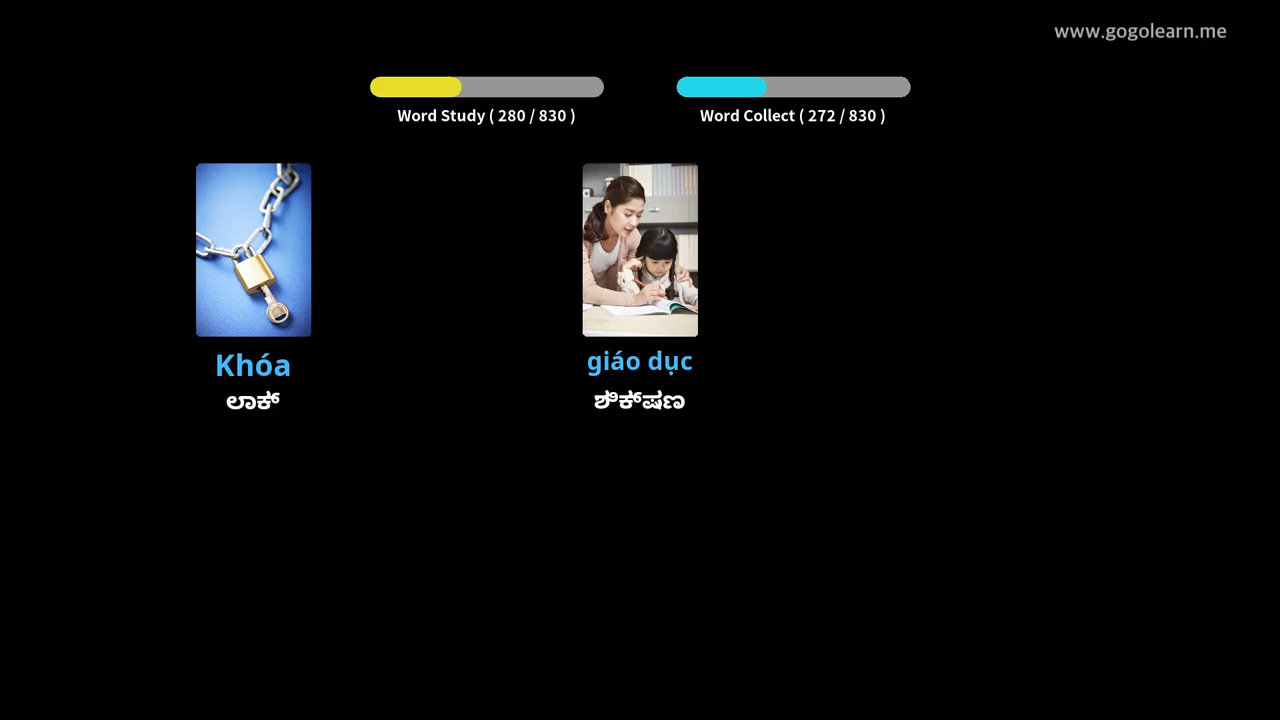 www.gogolearn.me
Word Study ( 280 / 830 )
Word Collect ( 272 / 830 )
Khóa
ಲಾಕ್
giáo dục
ಶಿಕ್‌ಷಣ